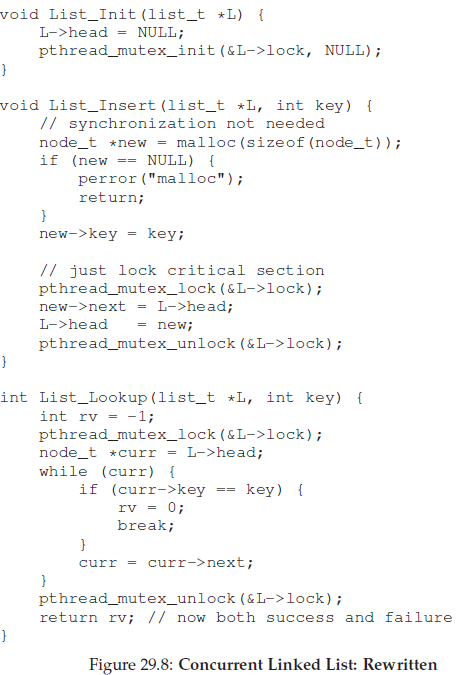 void List_Init(list_t *L) {
    L->head = NULL;
    pthread_mutex_init(&L->lock, NULL);
}

void List_Insert(list_t *L, int key) {
    // synchronization not needed
    node_t *new = malloc(sizeof(node_t));
    if (new == NULL) {
        perror("malloc");
        return;
    }
    new->key = key;

    // just lock critical section
    pthread_mutex_lock(&L->lock);
    new->next = L->head;
    L->head   = new;
    pthread_mutex_unlock(&L->lock);
}

int List_Lookup(list_t *L, int key) {
    int rv = -1;
    pthread_mutex_lock(&L->lock);
    node_t *curr = L->head;
    while (curr) {
        if (curr->key == key) {
            rv = 0;
            break;
        }
        curr = curr->next;
    }
    pthread_mutex_unlock(&L->lock);
    return rv; // now both success and failure
}
Figure 29.8: Concurrent Linked List: Rewritten